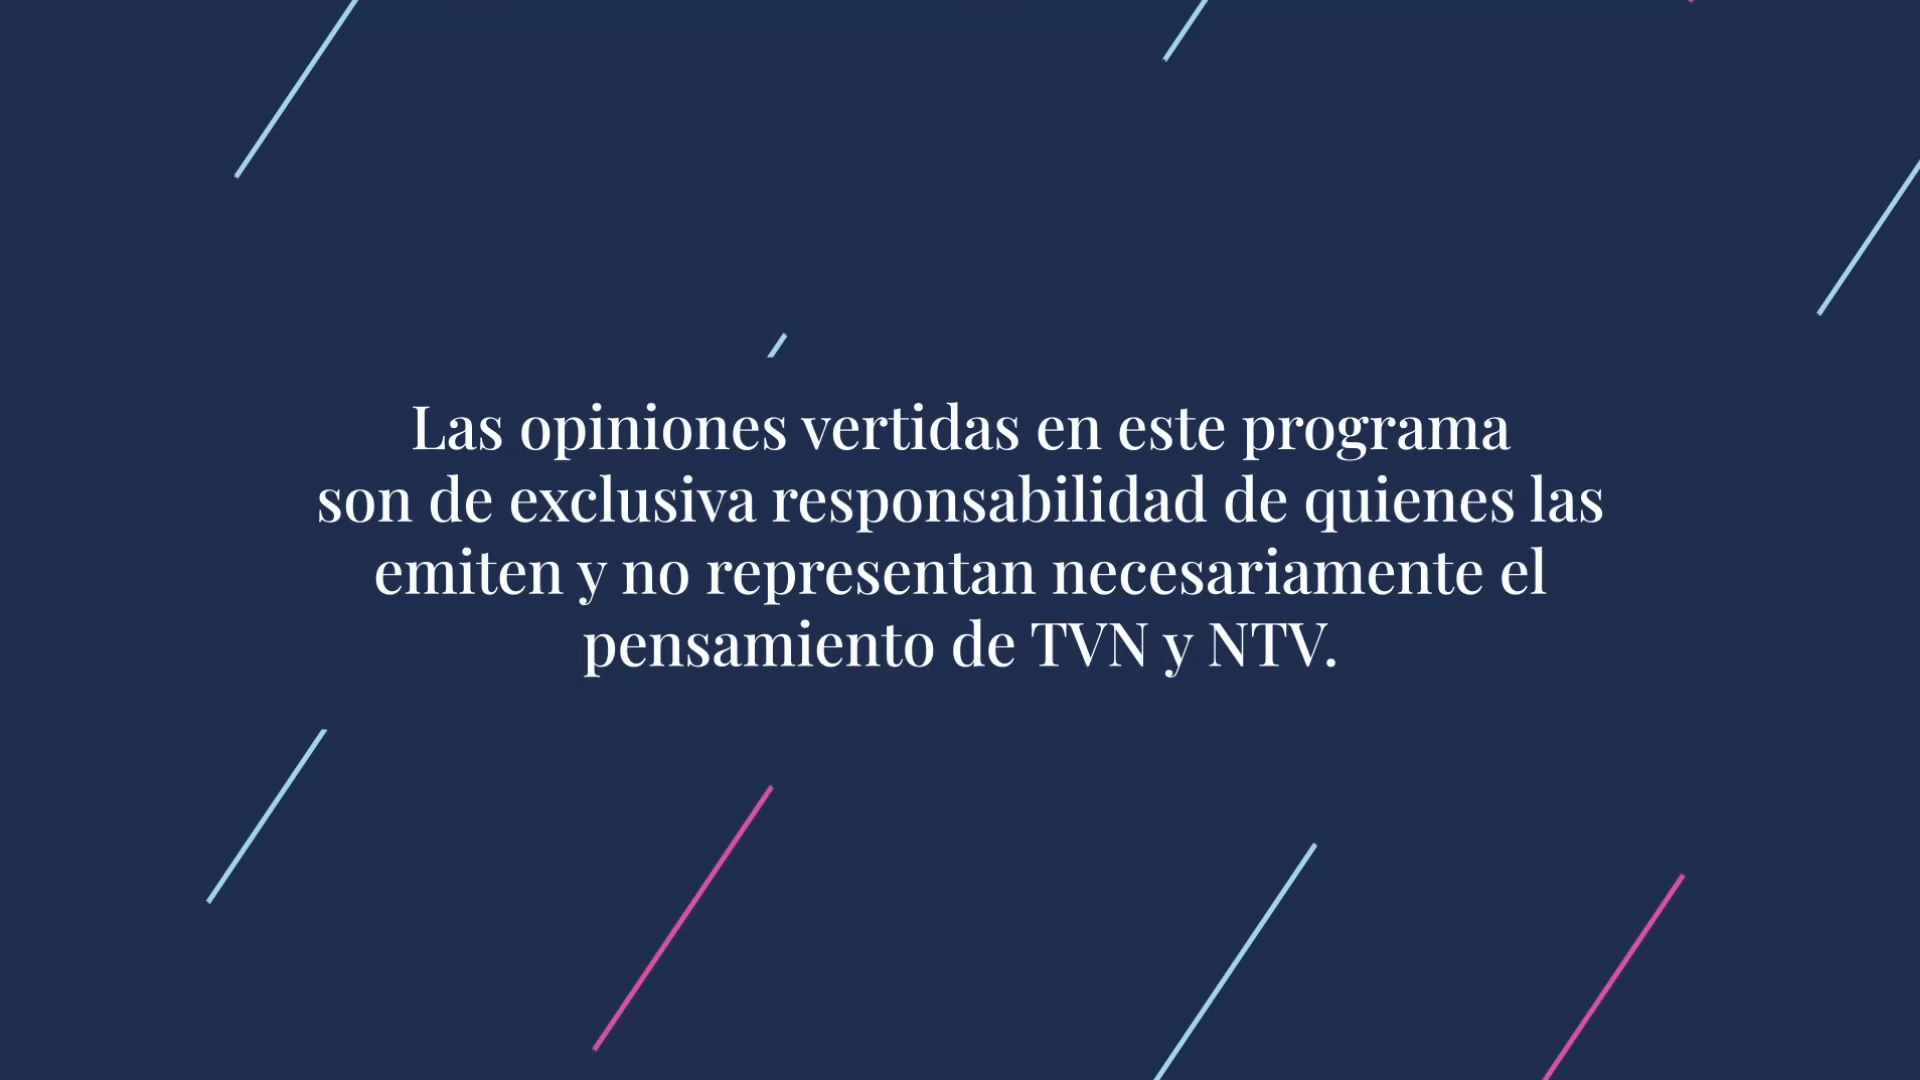 Las opiniones vertidas en este programa
son de exclusiva responsabilidad de quienes las
emiten y no representan necesariamente el
pensamiento de TVN y NTV.